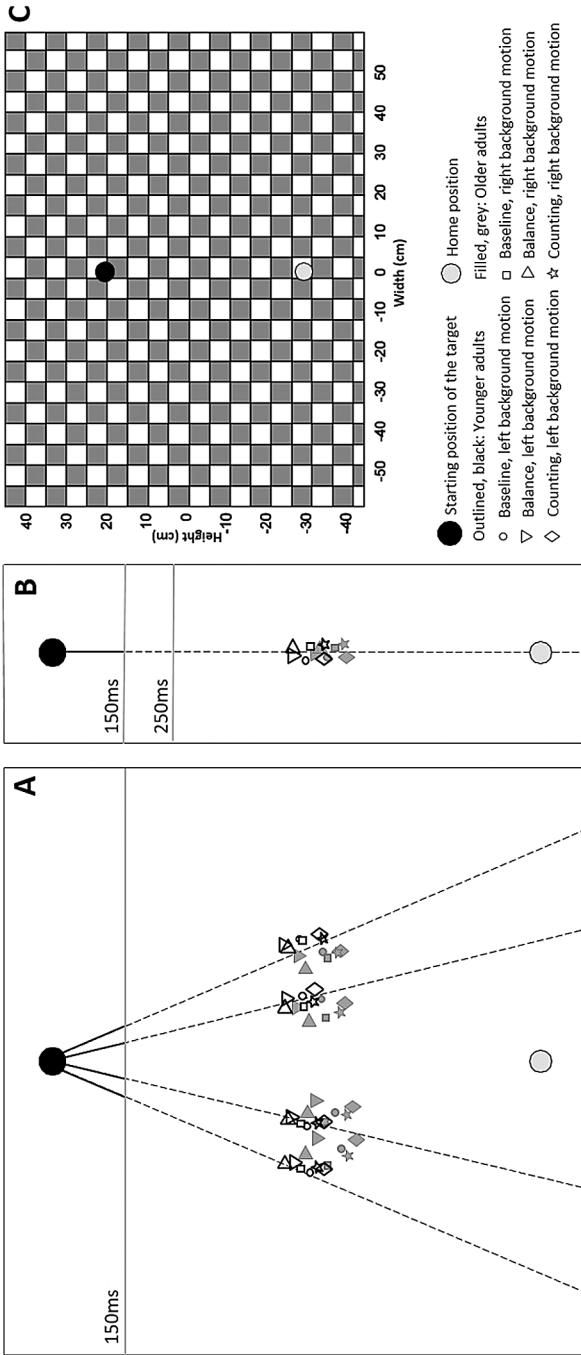 A
150ms
B
150ms
250ms
C
40
30
20
10
0
-10
-20
-30
-40
Height (cm)
-50
-40
-30
-20
-10
0
10
20
30
40
50
Width (cm)
Starting position of the target
Home position
Outlined, black: Younger adults
Filled, grey: Older adults
Baseline, left background motion
Baseline, right background motion
Balance, left background motion
Balance, right background motion
Counting, left background motion
Counting, right background motion